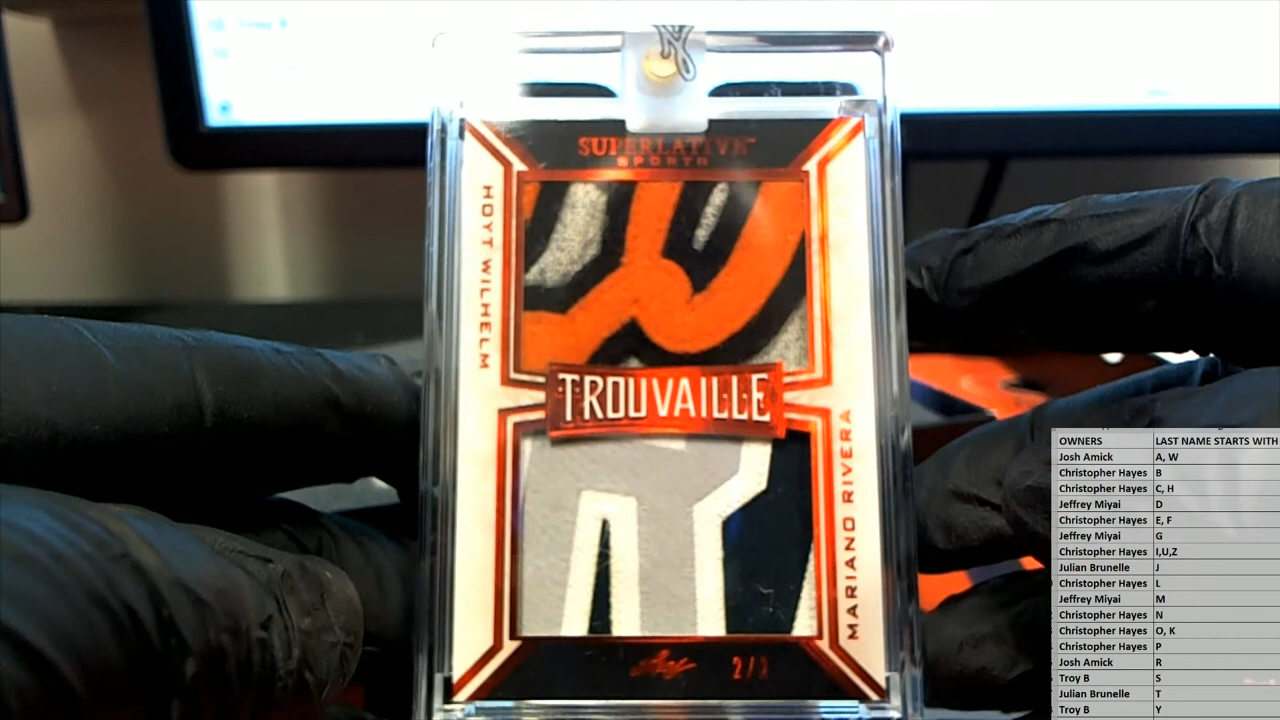 SUPERLATIVE
SPORTS
HOYT WILHELM
TROUVAILLE
MARIANO RIVERA
Leaf
OWNERS LAST NAME STARTS WITH
Josh Amick A, W
Christopher Hayes B
Christopher Hayes C, H
Jeffrey Miyai D
Christopher Hayes E, F
Jeffrey Miyai G
Christopher Hayes I,U,Z
Julian Brunelle J
Christopher Hayes L
Jeffrey Miyai M
Christopher Hayes N
Christopher Hayes O, K
Christopher Hayes P
Josh Amick R
Troy B S
Julian Brunelle T
Troy B Y